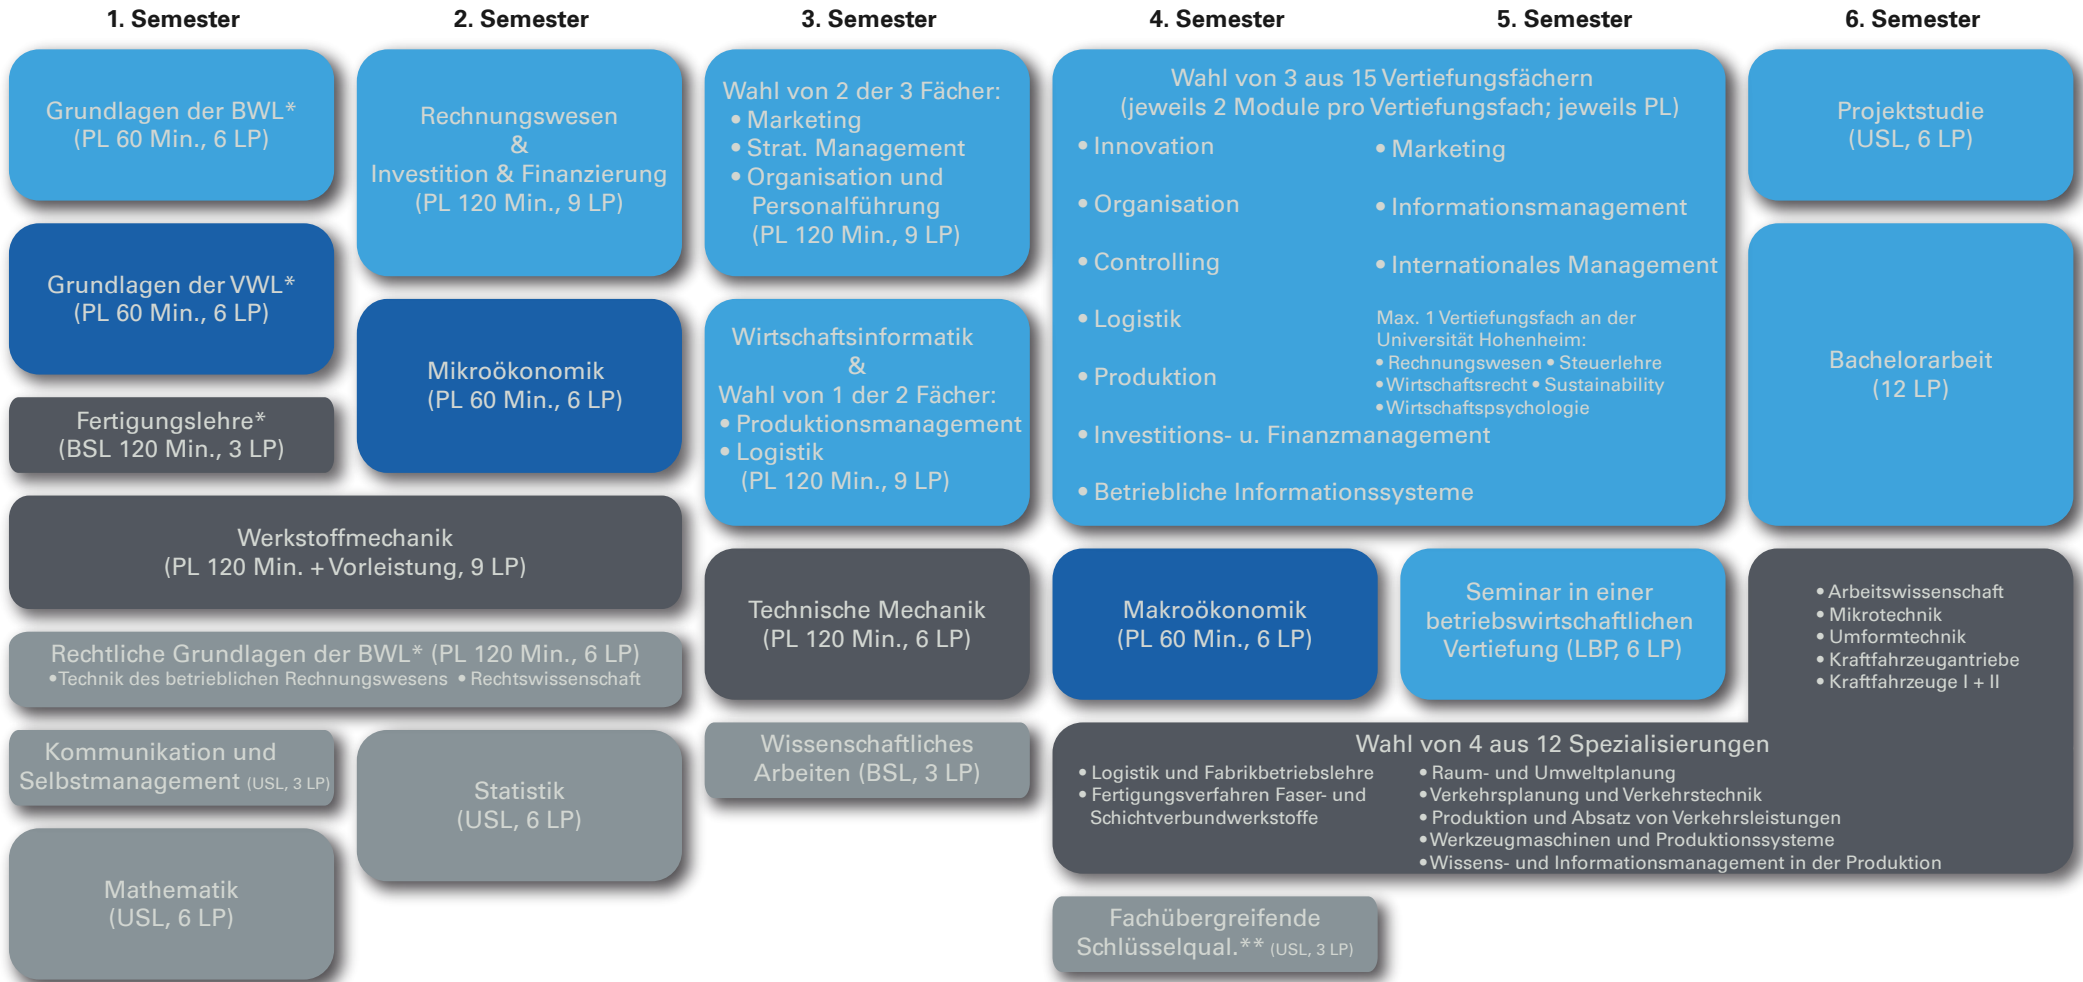 1. Semester
2. Semester
3. Semester
4. Semester
5. Semester
6. Semester
Grundlagen der BWL*
(PL 60 Min., 6 LP)
Grundlagen der VWL*
(PL 60 Min., 6 LP)
Fertigungslehre*
(BSL 120 Min., 3 LP)
Rechnungswesen
&
Investition & Finanzierung
(PL 120 Min., 9 LP)
Mikroökonomik
(PL 60 Min., 6 LP)
Werkstoffmechanik
(PL 120 Min. + Vorleistung, 9 LP)
Rechtliche Grundlagen der BWL* (PL 120 Min., 6 LP)
• Technik des betrieblichen Rechnungswesens • Rechtswissenschaft
Kommunikation und
Selbstmanagement (USL, 3 LP)
Mathematik
(USL, 6 LP)
Statistik
(USL, 6 LP)
Wahl von 2 der 3 Fächer:
• Marketing
• Strat. Management
• Organisation und
Personalführung
(PL 120 Min., 9 LP)
Wirtschaftsinformatik
&
Wahl von 1 der 2 Fächer:
• Produktionsmanagement
• Logistik
(PL 120 Min., 9 LP)
Technische Mechanik
(PL 120 Min., 6 LP)
Wissenschaftliches
Arbeiten (BSL, 3 LP)
Wahl von 3 aus 15 Vertiefungsfächern
(jeweils 2 Module pro Vertiefungsfach; jeweils PL)
• Innovation
• Organisation
• Controlling
• Logistik
• Produktion
• Investitions- u. Finanzmanagement
• Betriebliche Informationssysteme
• Marketing
• Informationsmanagement
• Internationales Management
Max. 1 Vertiefungsfach an der
Universität Hohenheim:
• Rechnungswesen • Steuerlehre
• Wirtschaftsrecht • Sustainability
• Wirtschaftspsychologie
Makroökonomik
(PL 60 Min., 6 LP)
Seminar in einer
betriebswirtschaftlichen
Vertiefung (LBP, 6 LP)
Projektstudie
(USL, 6 LP)
Bachelorarbeit
(12 LP)
• Arbeitswissenschaft
• Mikrotechnik
• Umformtechnik
• Kraftfahrzeugantriebe
• Kraftfahrzeuge I + II
Wahl von 4 aus 12 Spezialisierungen
• Logistik und Fabrikbetriebslehre
• Fertigungsverfahren Faser- und
Schichtverbundwerkstoffe
• Raum- und Umweltplanung
• Verkehrsplanung und Verkehrstechnik
• Produktion und Absatz von Verkehrsleistungen
• Werkzeugmaschinen und Produktionssysteme
• Wissens- und Informationsmanagement in der Produktion
Fachübergreifende
Schlüsselqual.** (USL, 3 LP)